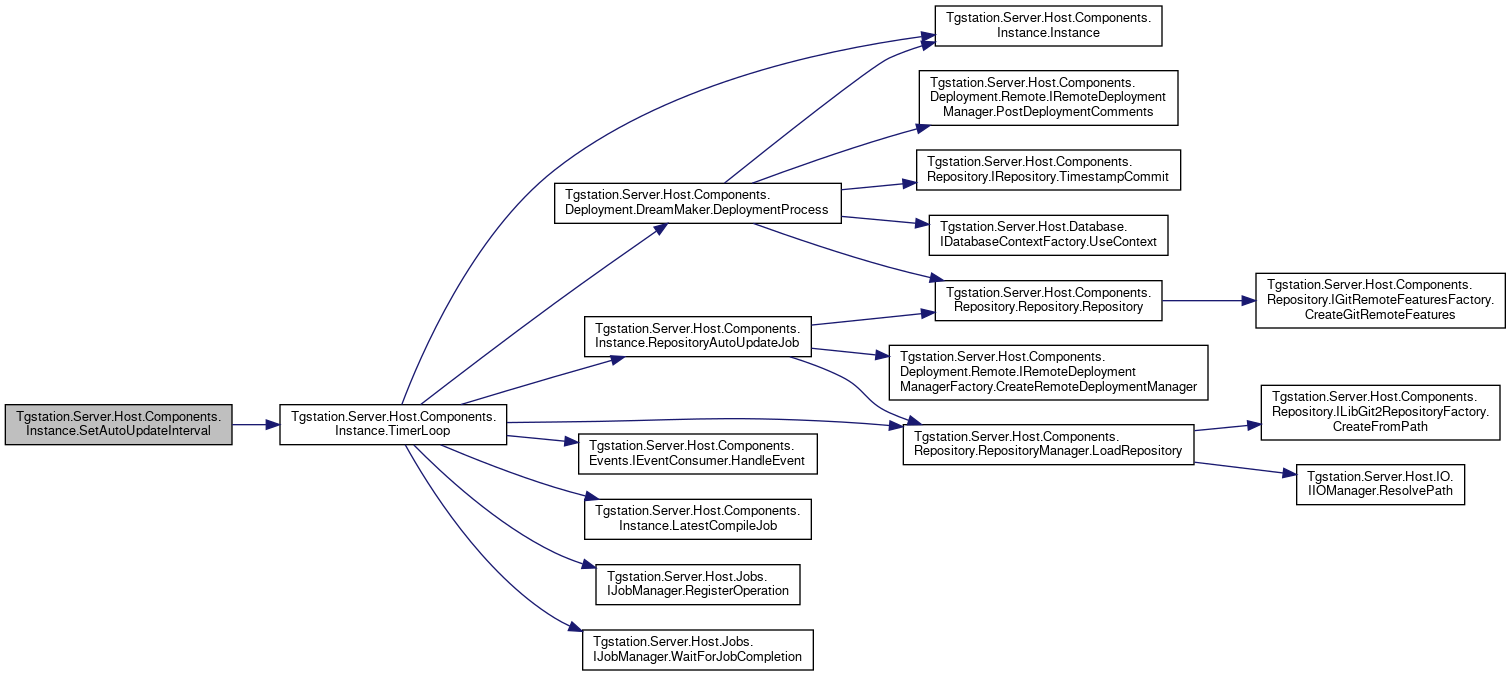 Tgstation.Server.Host.Components.
Instance.SetAutoUpdateInterval
Tgstation.Server.Host.Components.
Instance.TimerLoop
Tgstation.Server.Host.Components.
Instance.Instance
Tgstation.Server.Host.Components.
Deployment.DreamMaker.DeploymentProcess
Tgstation.Server.Host.Components.
Deployment.Remote.IRemoteDeployment
Manager.PostDeploymentComments
Tgstation.Server.Host.Components.
Repository.IRepository.TimestampCommit
Tgstation.Server.Host.Database.
IDatabaseContextFactory.UseContext
Tgstation.Server.Host.Components.
Repository.Repository.Repository
Tgstation.Server.Host.Components.
Repository.IGitRemoteFeaturesFactory.
CreateGitRemoteFeatures
Tgstation.Server.Host.Components.
Instance.RepositoryAutoUpdateJob
Tgstation.Server.Host.Components.
Deployment.Remote.IRemoteDeployment
ManagerFactory.CreateRemoteDeploymentManager
Tgstation.Server.Host.Components.
Repository.RepositoryManager.LoadRepository
Tgstation.Server.Host.Components.
Repository.ILibGit2RepositoryFactory.
CreateFromPath
Tgstation.Server.Host.IO.
IIOManager.ResolvePath
Tgstation.Server.Host.Components.
Events.IEventConsumer.HandleEvent
Tgstation.Server.Host.Components.
Instance.LatestCompileJob
Tgstation.Server.Host.Jobs.
IJobManager.RegisterOperation
Tgstation.Server.Host.Jobs.
IJobManager.WaitForJobCompletion